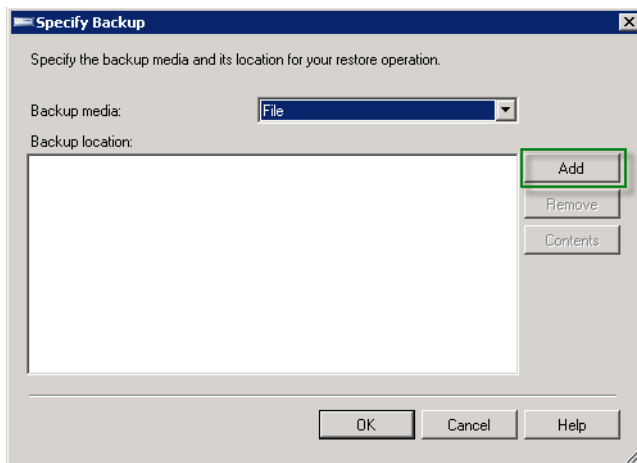 Specify Backup
Specify the backup media and its location for your restore operation.
Backup media:
File
Backup location:
Add
Remove
Contents
OK
Cancel
Help